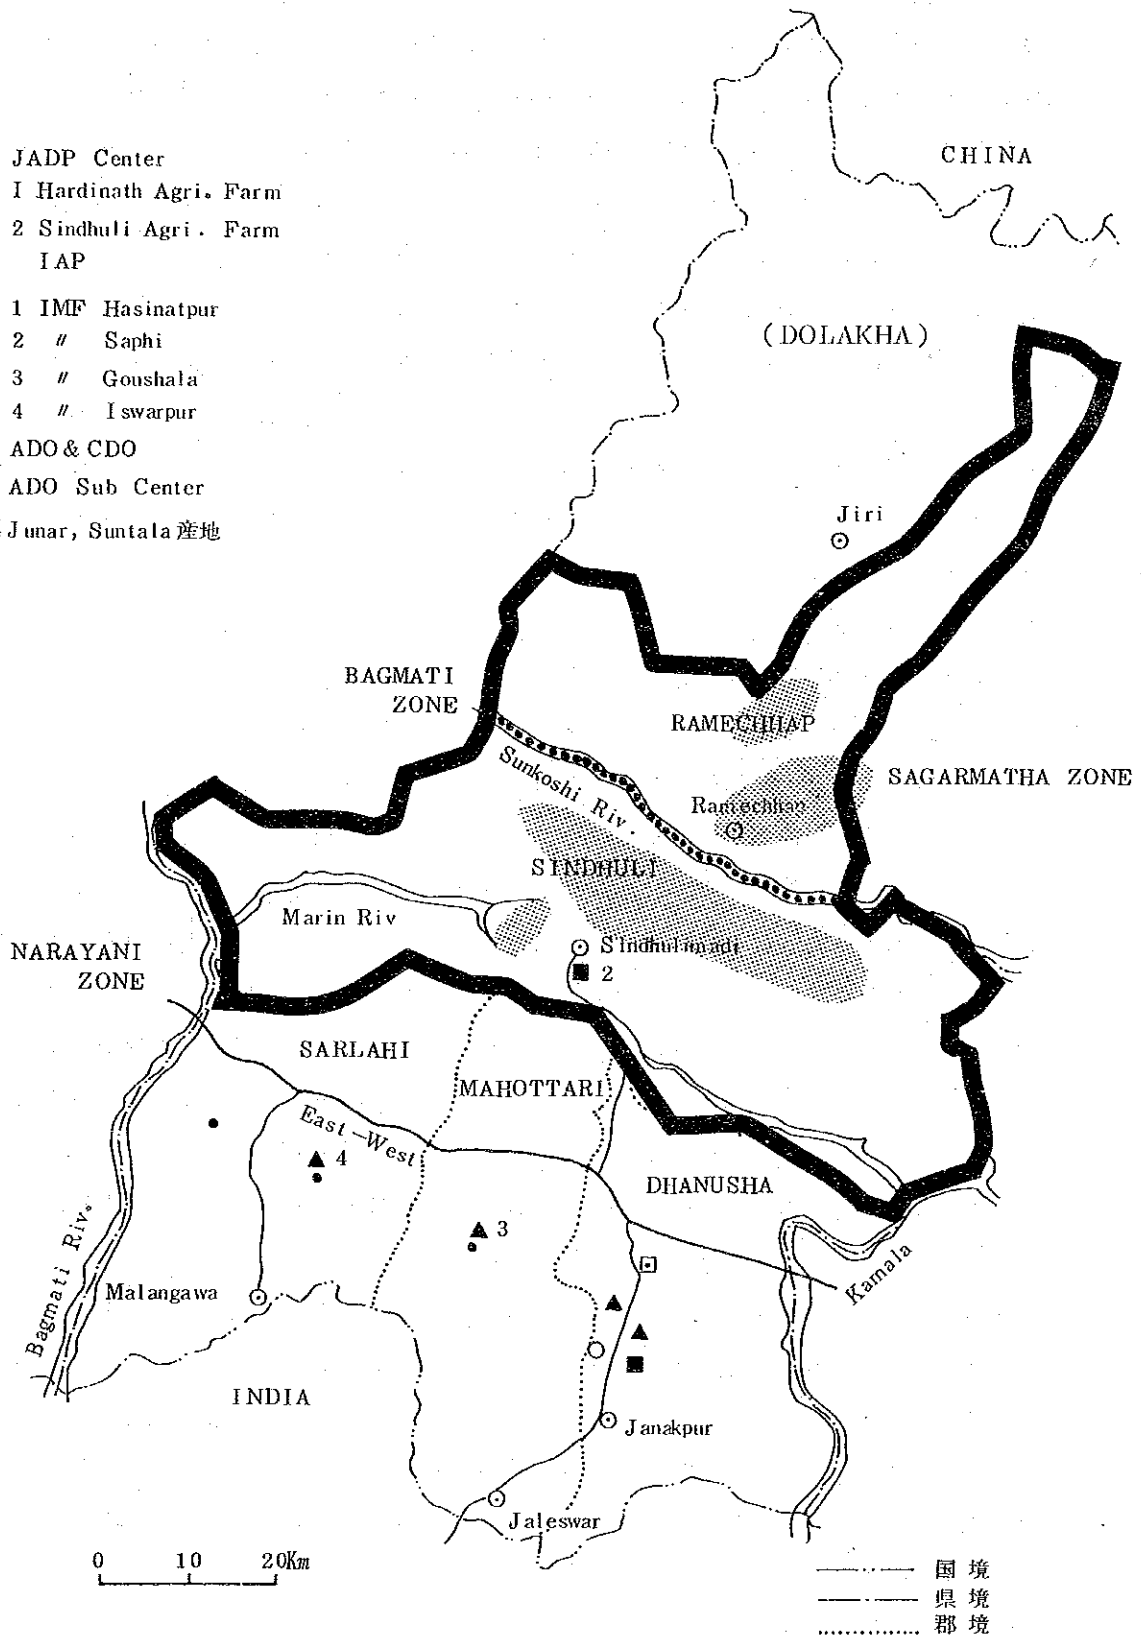 JADP Center
I Hardinath Agri. Farm
2 Sindhuli Agri. Farm
IAP
1 IMF Hasinatpur
2 〃 Saphi
3 〃 Goushala
4 〃 Iswarpur
ADO & CDO
ADO Sub Center
Junar, Suntala 産地
CHINA
(DOLAKHA)
Jiri
BAGMATI
ZONE
RAMECHHAP
SAGARMATHA ZONE
Sunkoshi Riv.
Ramechhap
SINDHULI
Marin Riv
Sindhulimadi
2
NARAYANI
ZONE
SARLAHI
MAHOTTARI
East-West
4
DHANUSHA
3
Bagmati Riv.
Kamala
Malangawa
INDIA
Janakpur
Jaleswar
0 10 20Km
国境
県境
郡境